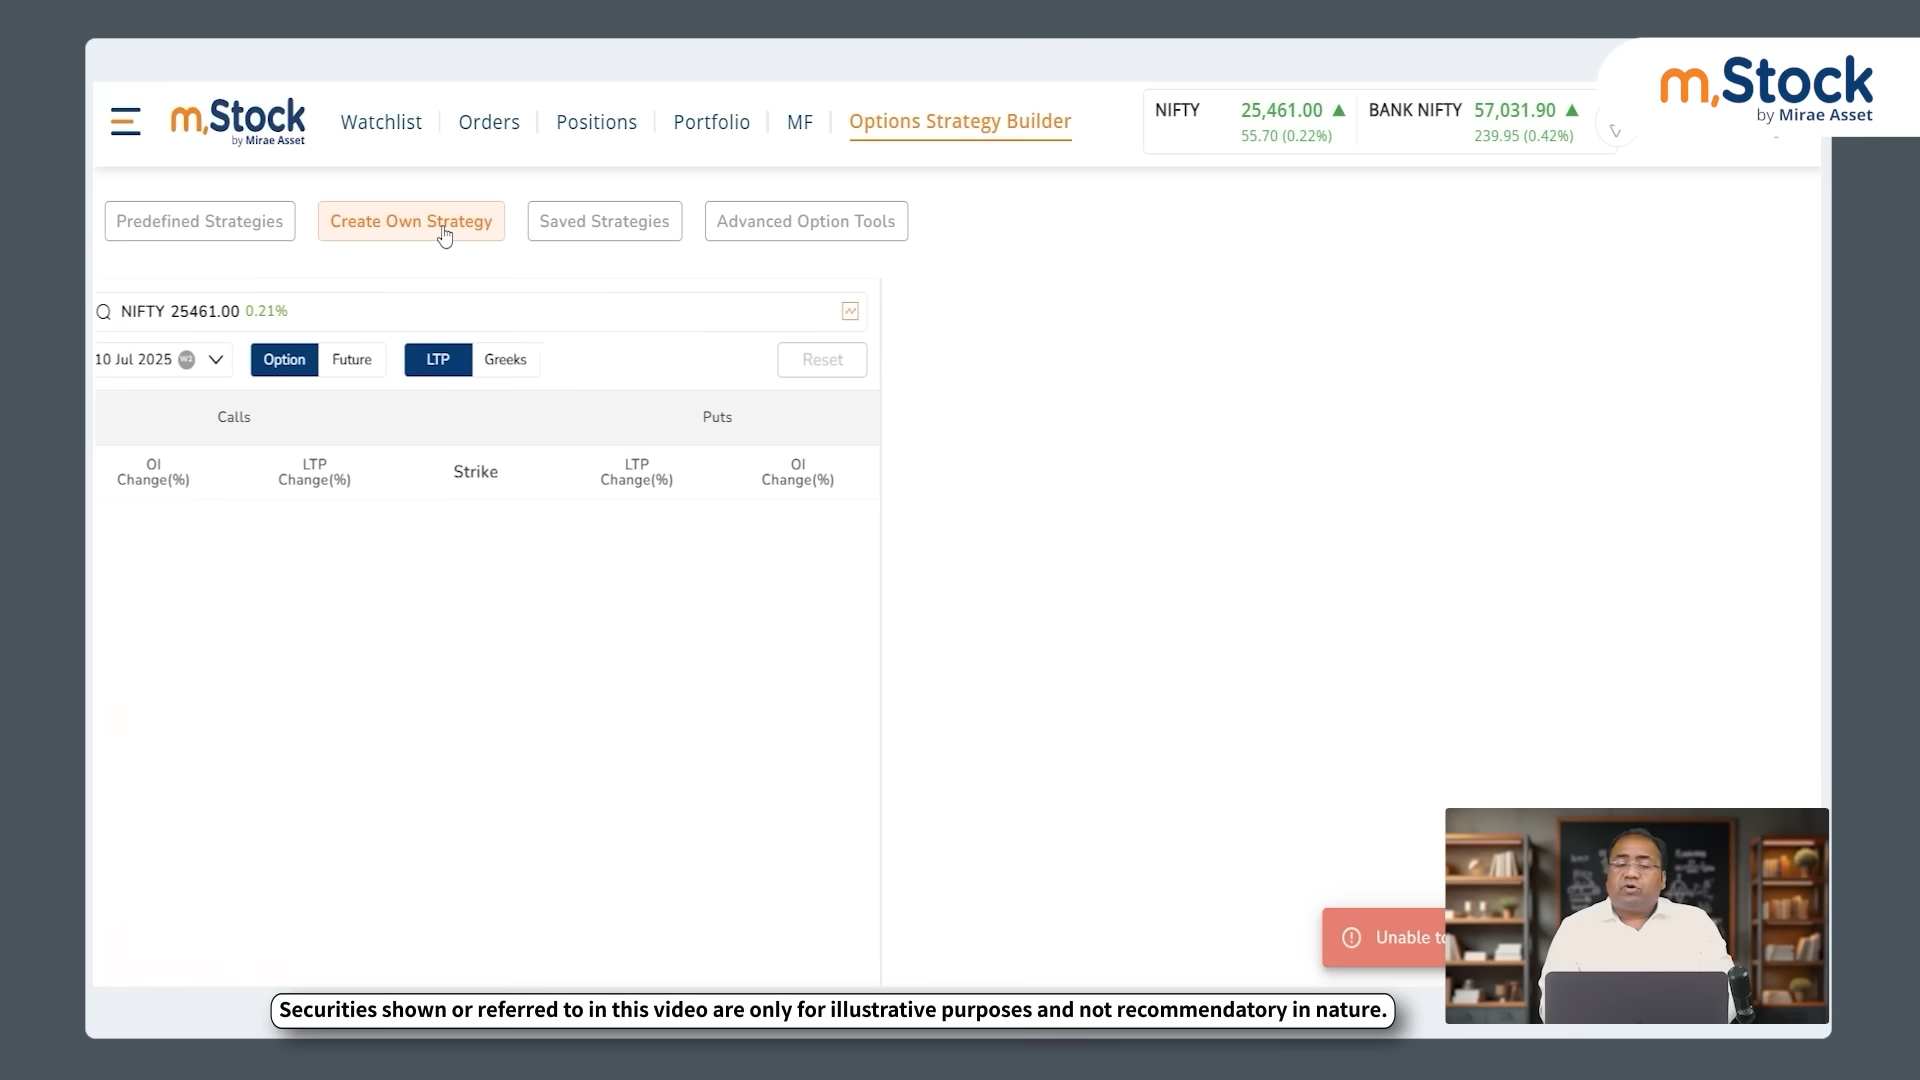 m.Stock
by Mirae Asset
m.Stock
by Mirae Asset
Watchlist
Orders
Positions
Portfolio
MF
Options Strategy Builder
NIFTY 25,461.00 ▲
55.70 (0.22%)
BANK NIFTY 57,031.90 ▲
239.95 (0.42%)
Predefined Strategies
Create Own Strategy
Saved Strategies
Advanced Option Tools
NIFTY 25461.00 0.21%
10 Jul 2025 W2
Option
Future
LTP
Greeks
Reset
Calls
Puts
OI
Change(%)
LTP
Change(%)
Strike
LTP
Change(%)
OI
Change(%)
Unable
Securities shown or referred to in this video are only for illustrative purposes and not recommendatory in nature.